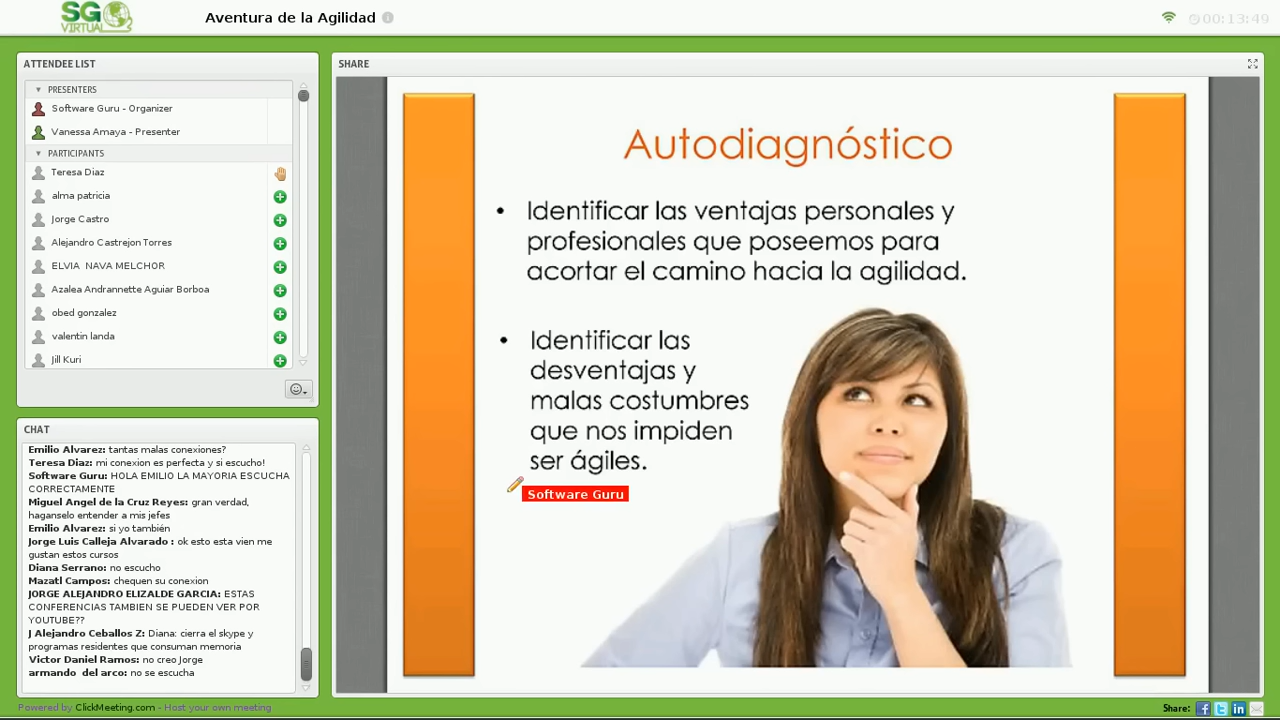 SG
VIRTUAL
Aventura de la Agilidad
00:13:49
ATTENDEE LIST
PRESENTERS
Software Guru - Organizer
Vanessa Amaya - Presenter
PARTICIPANTS
Teresa Diaz
alma patricia
Jorge Castro
Alejandro Castrejon Torres
ELVIA NAVA MELCHOR
Azalea Andrannette Aguiar Borboa
obed gonzalez
valentin landa
Jill Kuri
CHAT
Emilio Alvarez: tantas malas conexiones?
Teresa Diaz: mi conexion es perfecta y si escucho!
Software Guru: HOLA EMILIO LA MAYORIA ESCUCHA
CORRECTAMENTE
Miguel Angel de la Cruz Reyes: gran verdad,
haganselo entender a mis jefes
Emilio Alvarez: si yo también
Jorge Luis Calleja Alvarado : ok esto esta vien me
gustan estos cursos
Diana Serrano: no escucho
Mazatl Campos: chequen su conexion
JORGE ALEJANDRO ELIZALDE GARCIA: ESTAS
CONFERENCIAS TAMBIEN SE PUEDEN VER POR
YOUTUBE??
J Alejandro Ceballos Z: Diana: cierra el skype y
programas residentes que consuman memoria
Victor Daniel Ramos: no creo Jorge
armando del arco: no se escucha
SHARE
Autodiagnóstico
• Identificar las ventajas personales y
profesionales que poseemos para
acortar el camino hacia la agilidad.
• Identificar las
desventajas y
malas costumbres
que nos impiden
ser ágiles.
Software Guru
Powered by ClickMeeting.com - Host your own meeting
Share: